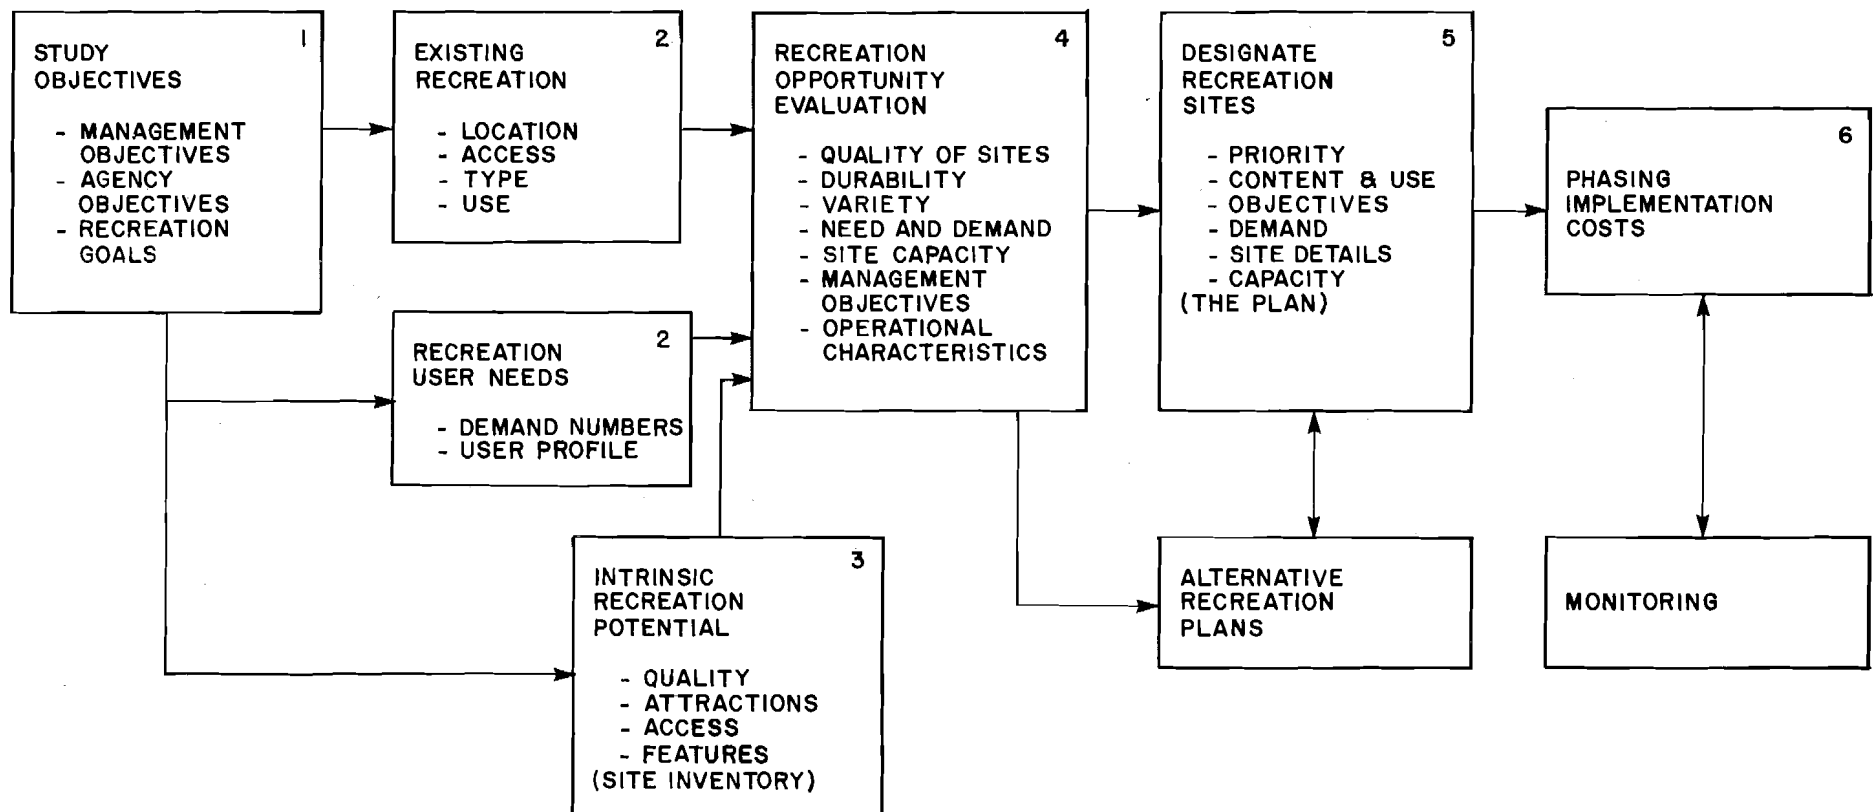 1
STUDY
OBJECTIVES
- MANAGEMENT
OBJECTIVES
- AGENCY
OBJECTIVES
- RECREATION
GOALS
2
EXISTING
RECREATION
- LOCATION
- ACCESS
- TYPE
- USE
2
RECREATION
USER NEEDS
- DEMAND NUMBERS
- USER PROFILE
3
INTRINSIC
RECREATION
POTENTIAL
- QUALITY
- ATTRACTIONS
- ACCESS
- FEATURES
(SITE INVENTORY)
4
RECREATION
OPPORTUNITY
EVALUATION
- QUALITY OF SITES
- DURABILITY
- VARIETY
- NEED AND DEMAND
- SITE CAPACITY
- MANAGEMENT
OBJECTIVES
- OPERATIONAL
CHARACTERISTICS
5
DESIGNATE
RECREATION
SITES
- PRIORITY
- CONTENT & USE
- OBJECTIVES
- DEMAND
- SITE DETAILS
- CAPACITY
(THE PLAN)
ALTERNATIVE
RECREATION
PLANS
6
PHASING
IMPLEMENTATION
COSTS
MONITORING